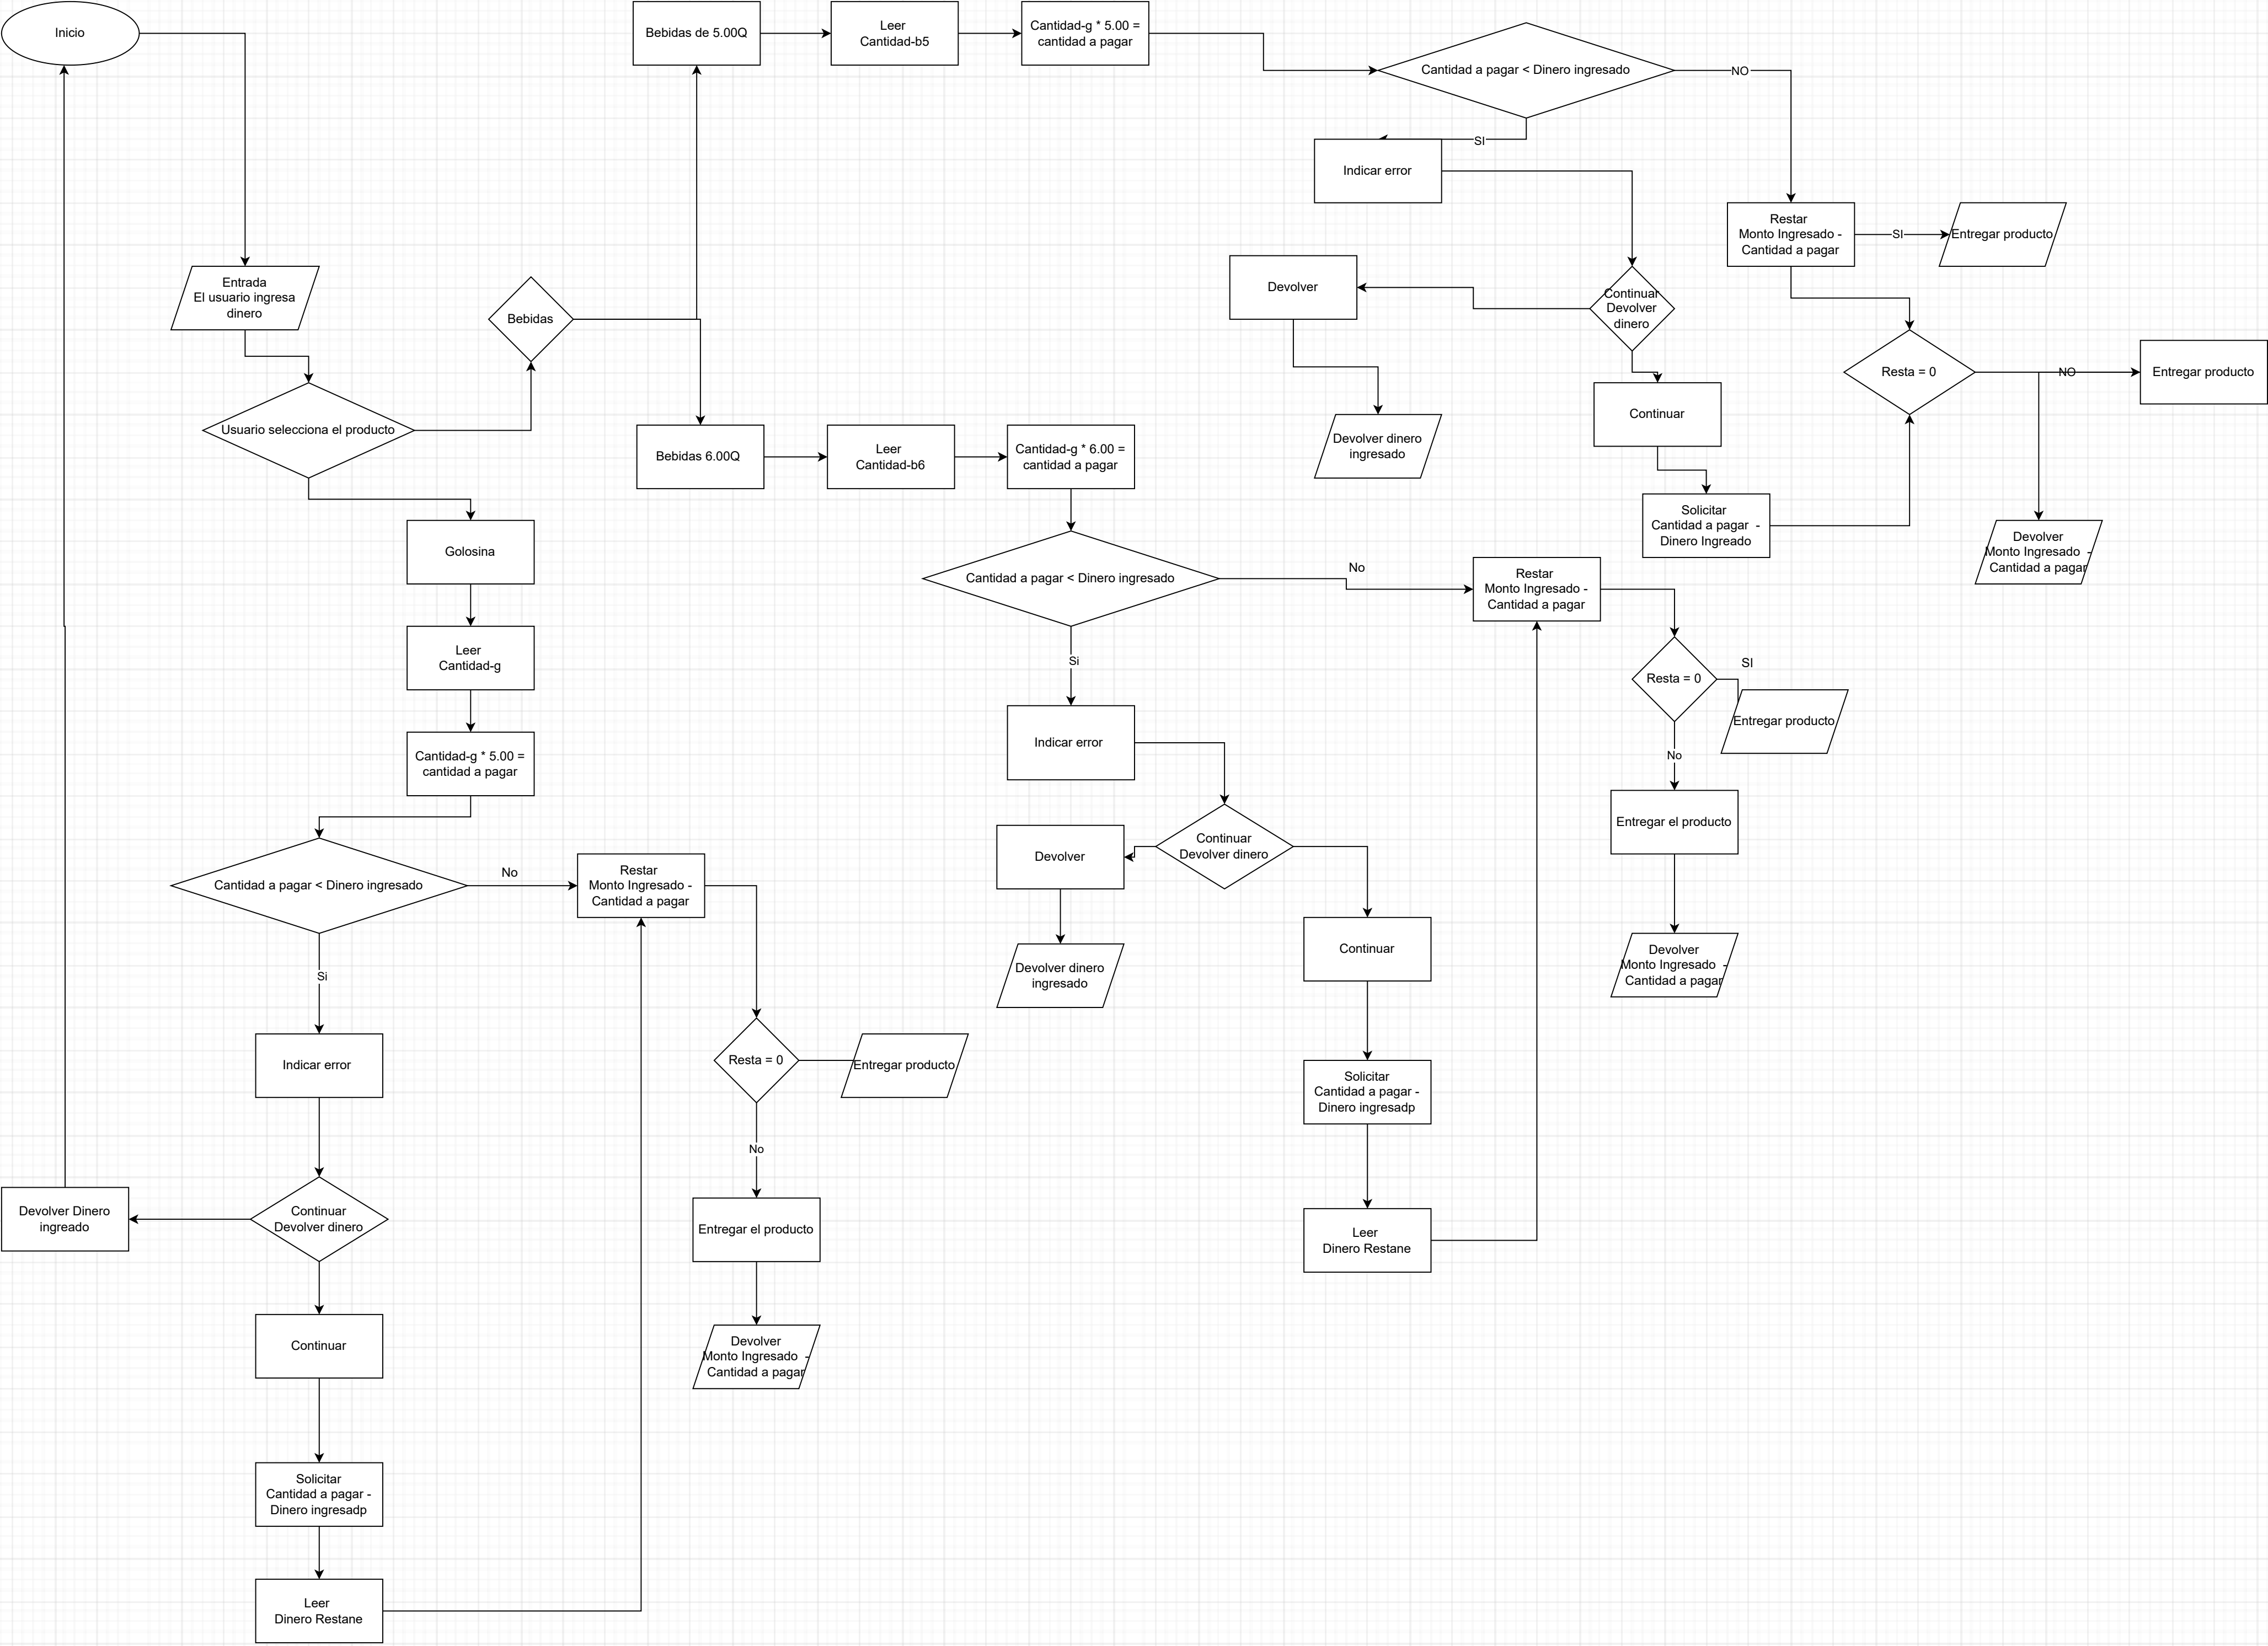 Inicio
Bebidas de 5.00Q
Leer
Cantidad-b5
Cantidad-g * 5.00 =
cantidad a pagar
Cantidad a pagar < Dinero ingresado
NO
SI
Indicar error
Restar
Monto Ingresado -
Cantidad a pagar
SI
Entregar producto
Entrada
El usuario ingresa
dinero
Bebidas
Devolver
Continuar
Devolver
dinero
Resta = 0
NO
Entregar producto
Usuario selecciona el producto
Continuar
Bebidas 6.00Q
Leer
Cantidad-b6
Cantidad-g * 6.00 =
cantidad a pagar
Devolver dinero
ingresado
Solicitar
Cantidad a pagar -
Dinero Ingreado
Devolver
Monto Ingresado -
Cantidad a pagar
Golosina
Cantidad a pagar < Dinero ingresado
No
Restar
Monto Ingresado -
Cantidad a pagar
Leer
Cantidad-g
Si
Resta = 0
SI
Entregar producto
Cantidad-g * 5.00 =
cantidad a pagar
Indicar error
No
Entregar el producto
Cantidad a pagar < Dinero ingresado
No
Restar
Monto Ingresado -
Cantidad a pagar
Devolver
Continuar
Devolver dinero
Continuar
Si
Devolver dinero
ingresado
Devolver
Monto Ingresado -
Cantidad a pagar
Indicar error
Resta = 0
Entregar producto
Solicitar
Cantidad a pagar -
Dinero ingresadp
No
Devolver Dinero
ingreado
Continuar
Devolver dinero
Entregar el producto
Leer
Dinero Restane
Continuar
Devolver
Monto Ingresado -
Cantidad a pagar
Solicitar
Cantidad a pagar -
Dinero ingresadp
Leer
Dinero Restane